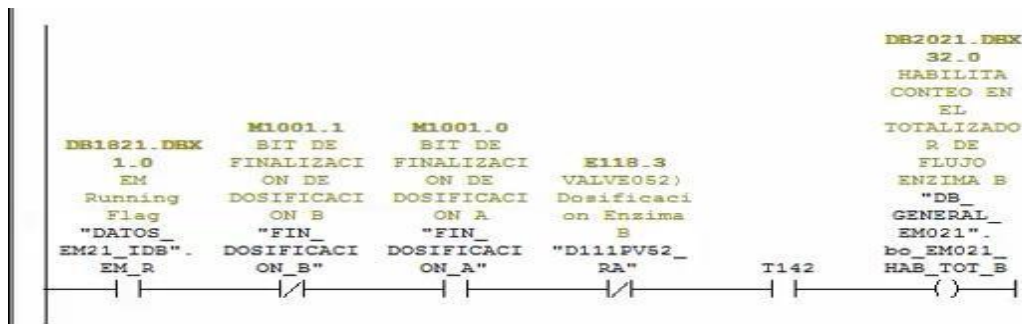 DB1821.DBX
1.0
EM
Running
Flag
"DATOS_
EM21_IDB".
EM_R
M1001.1
BIT DE
FINALIZACI
ON DE
DOSIFICACI
ON B
"FIN_
DOSIFICACI
ON_B"
M1001.0
BIT DE
FINALIZACI
ON DE
DOSIFICACI
ON A
"FIN_
DOSIFICACI
ON_A"
E118.3
VALVE052)
Dosificaci
on Enzima
B
"D111PV52_
RA"
T142
DB2021.DBX
32.0
HABILITA
CONTEO EN
EL
TOTALIZADO
R DE
FLUJO
ENZIMA B
"DB_
GENERAL_
EM021".
bo_EM021_
HAB_TOT_B